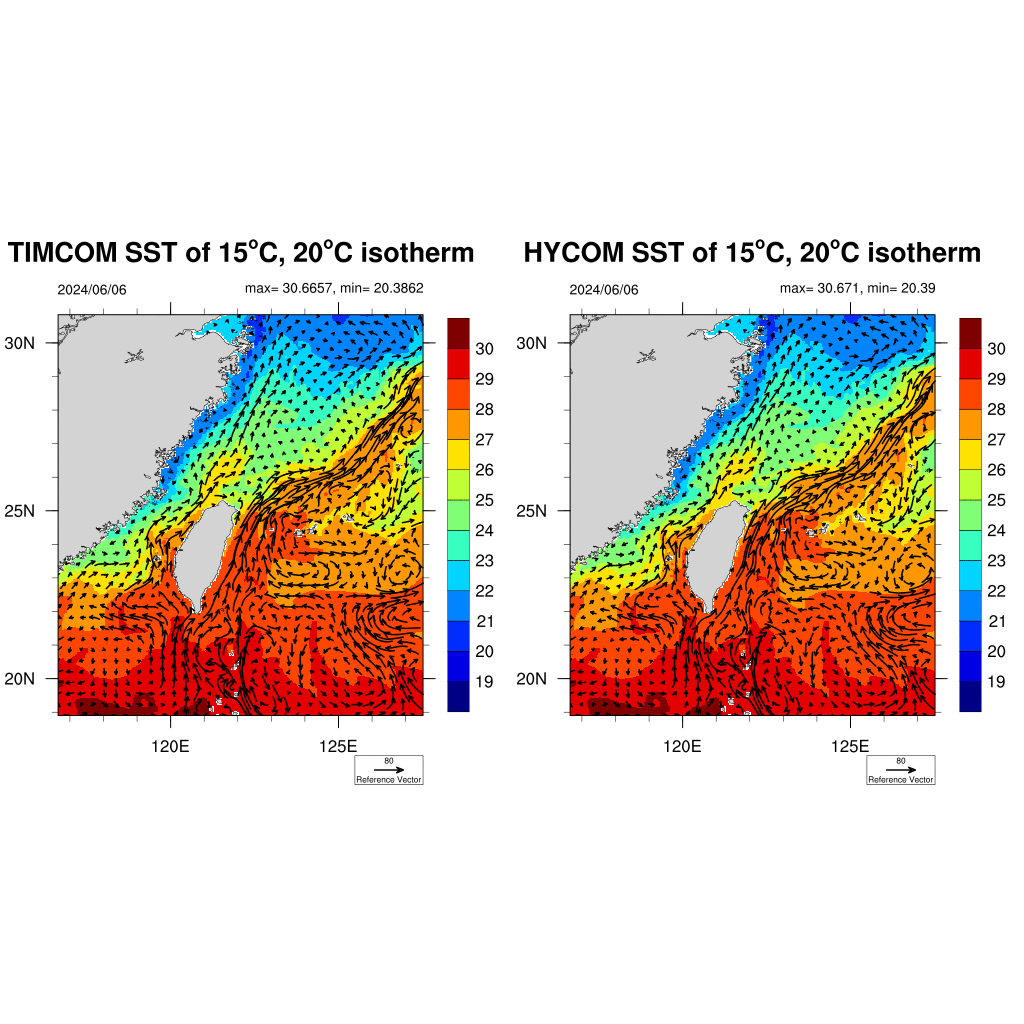 TIMCOM SST of 15°C, 20°C isotherm
2024/06/06
max= 30.6657, min= 20.3862
30N
25N
20N
120E
125E
30
29
28
27
26
25
24
23
22
21
20
19
80
Reference Vector
HYCOM SST of 15°C, 20°C isotherm
2024/06/06
max= 30.671, min= 20.39
30N
25N
20N
120E
125E
30
29
28
27
26
25
24
23
22
21
20
19
80
Reference Vector